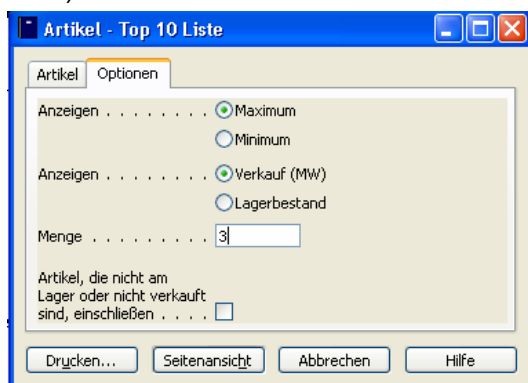 Artikel - Top 10 Liste
Artikel Optionen
Anzeigen . . . . . . . . Maximum
Minimum
Anzeigen . . . . . . . . Verkauf (MW)
Lagerbestand
Menge . . . . . . . . . 3
Artikel, die nicht am
Lager oder nicht verkauft
sind, einschließen . . . .
Drucken... Seitenansicht Abbrechen Hilfe